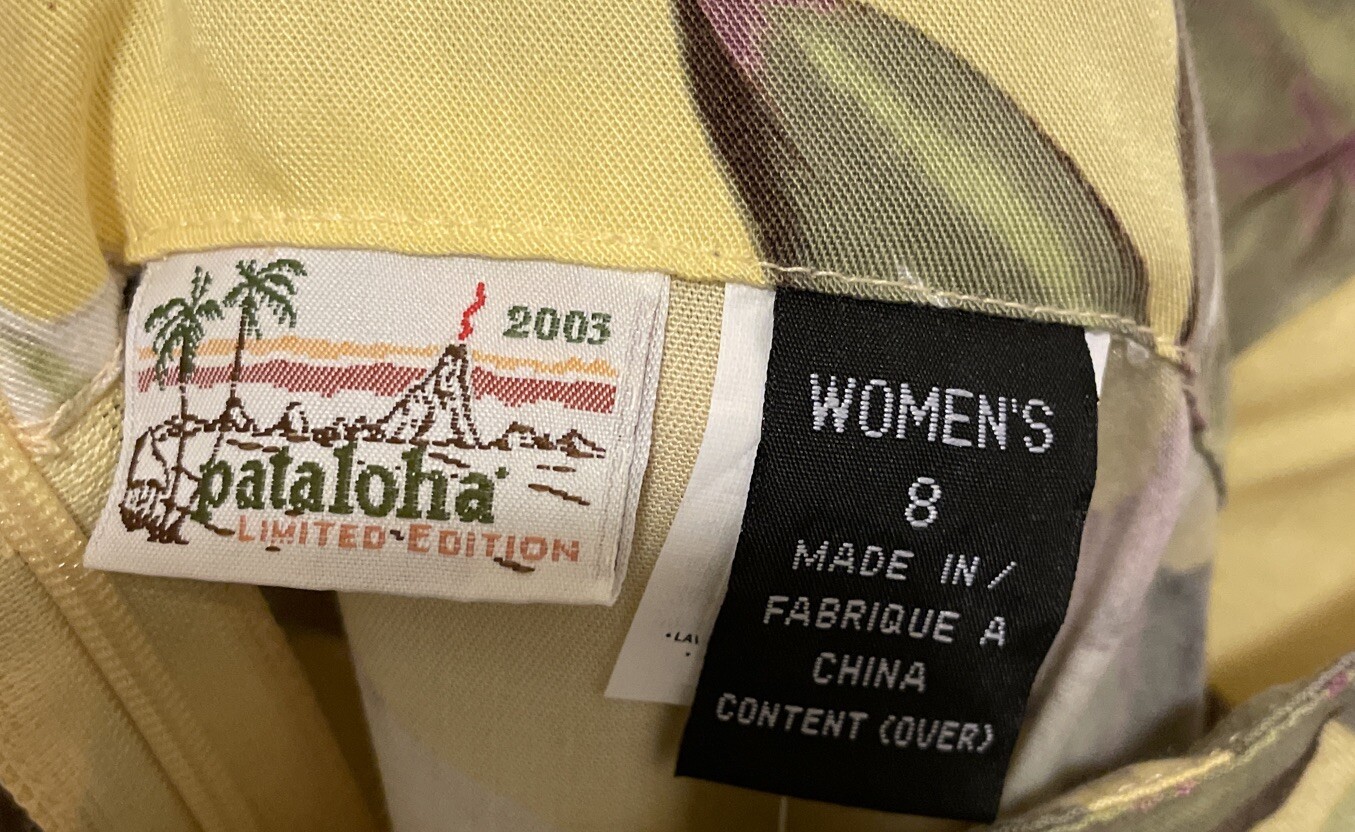 2003
pataloha
LIMITED EDITION
WOMEN'S
8
MADE IN/
FABRIQUE A
CHINA
CONTENT (OVER)